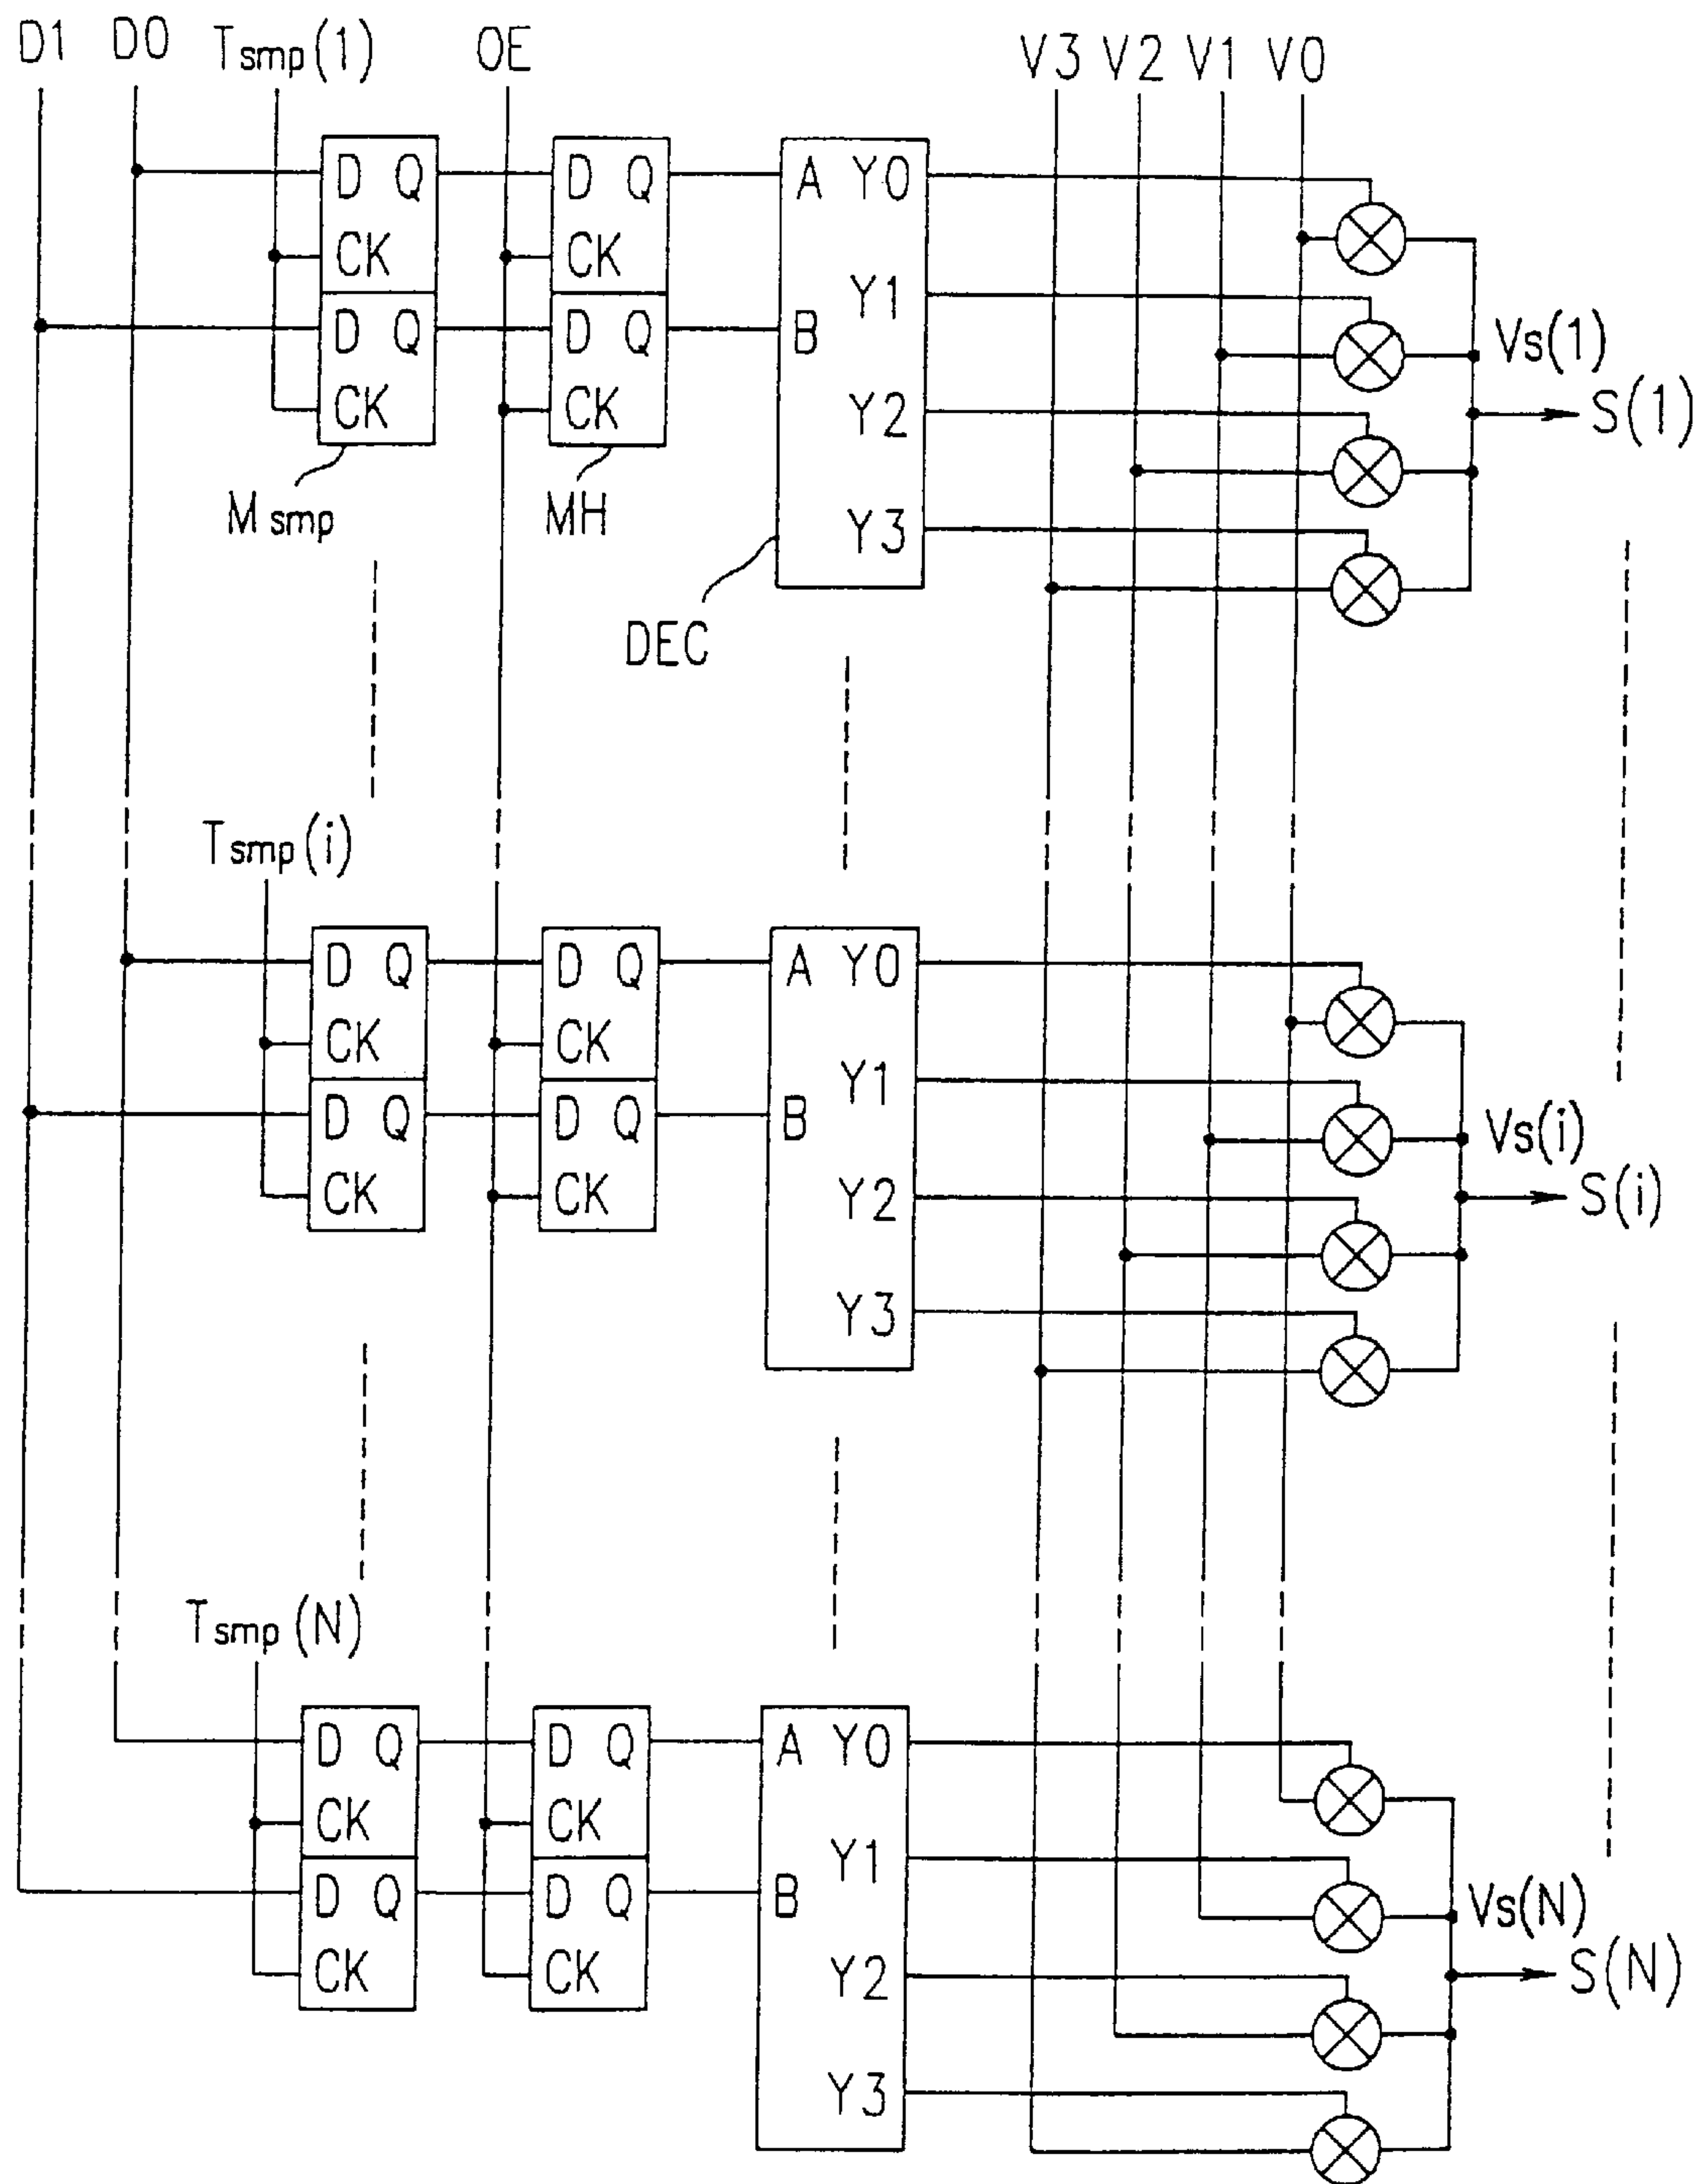 D1 D0 Tsmp(1) OE V3 V2 V1 V0
D Q D Q A Y0
CK CK
Y1
D Q D Q B Vs(1)
CK CK Y2 S(1)
Msmp MH Y3
DEC
Tsmp(i)
D Q D Q A Y0
CK CK
Y1
D Q D Q B Vs(i)
CK CK Y2 S(i)
Y3
Tsmp(N)
D Q D Q A Y0
CK CK
Y1
D Q D Q B Vs(N)
CK CK Y2 S(N)
Y3